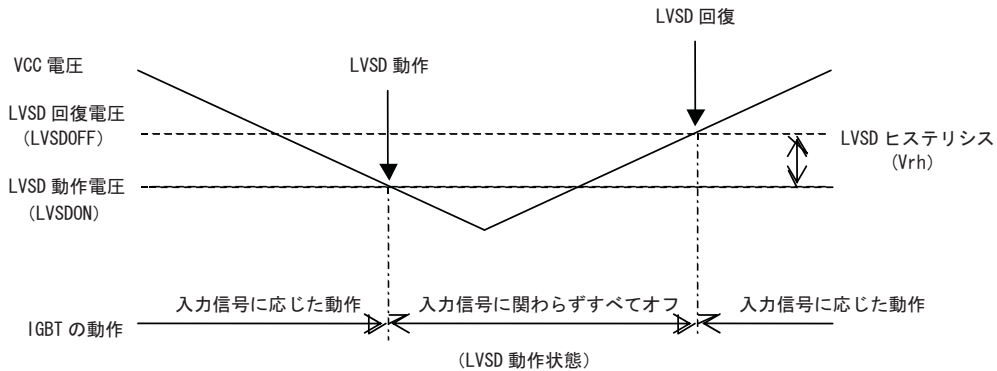 LVSD 回復
VCC 電圧
LVSD 動作
LVSD 回復電圧
(LVSDOFF)
LVSD ヒステリシス
(Vrh)
LVSD 動作電圧
(LVSDON)
入力信号に応じた動作
入力信号に関わらずすべてオフ
入力信号に応じた動作
IGBT の動作
(LVSD 動作状態)